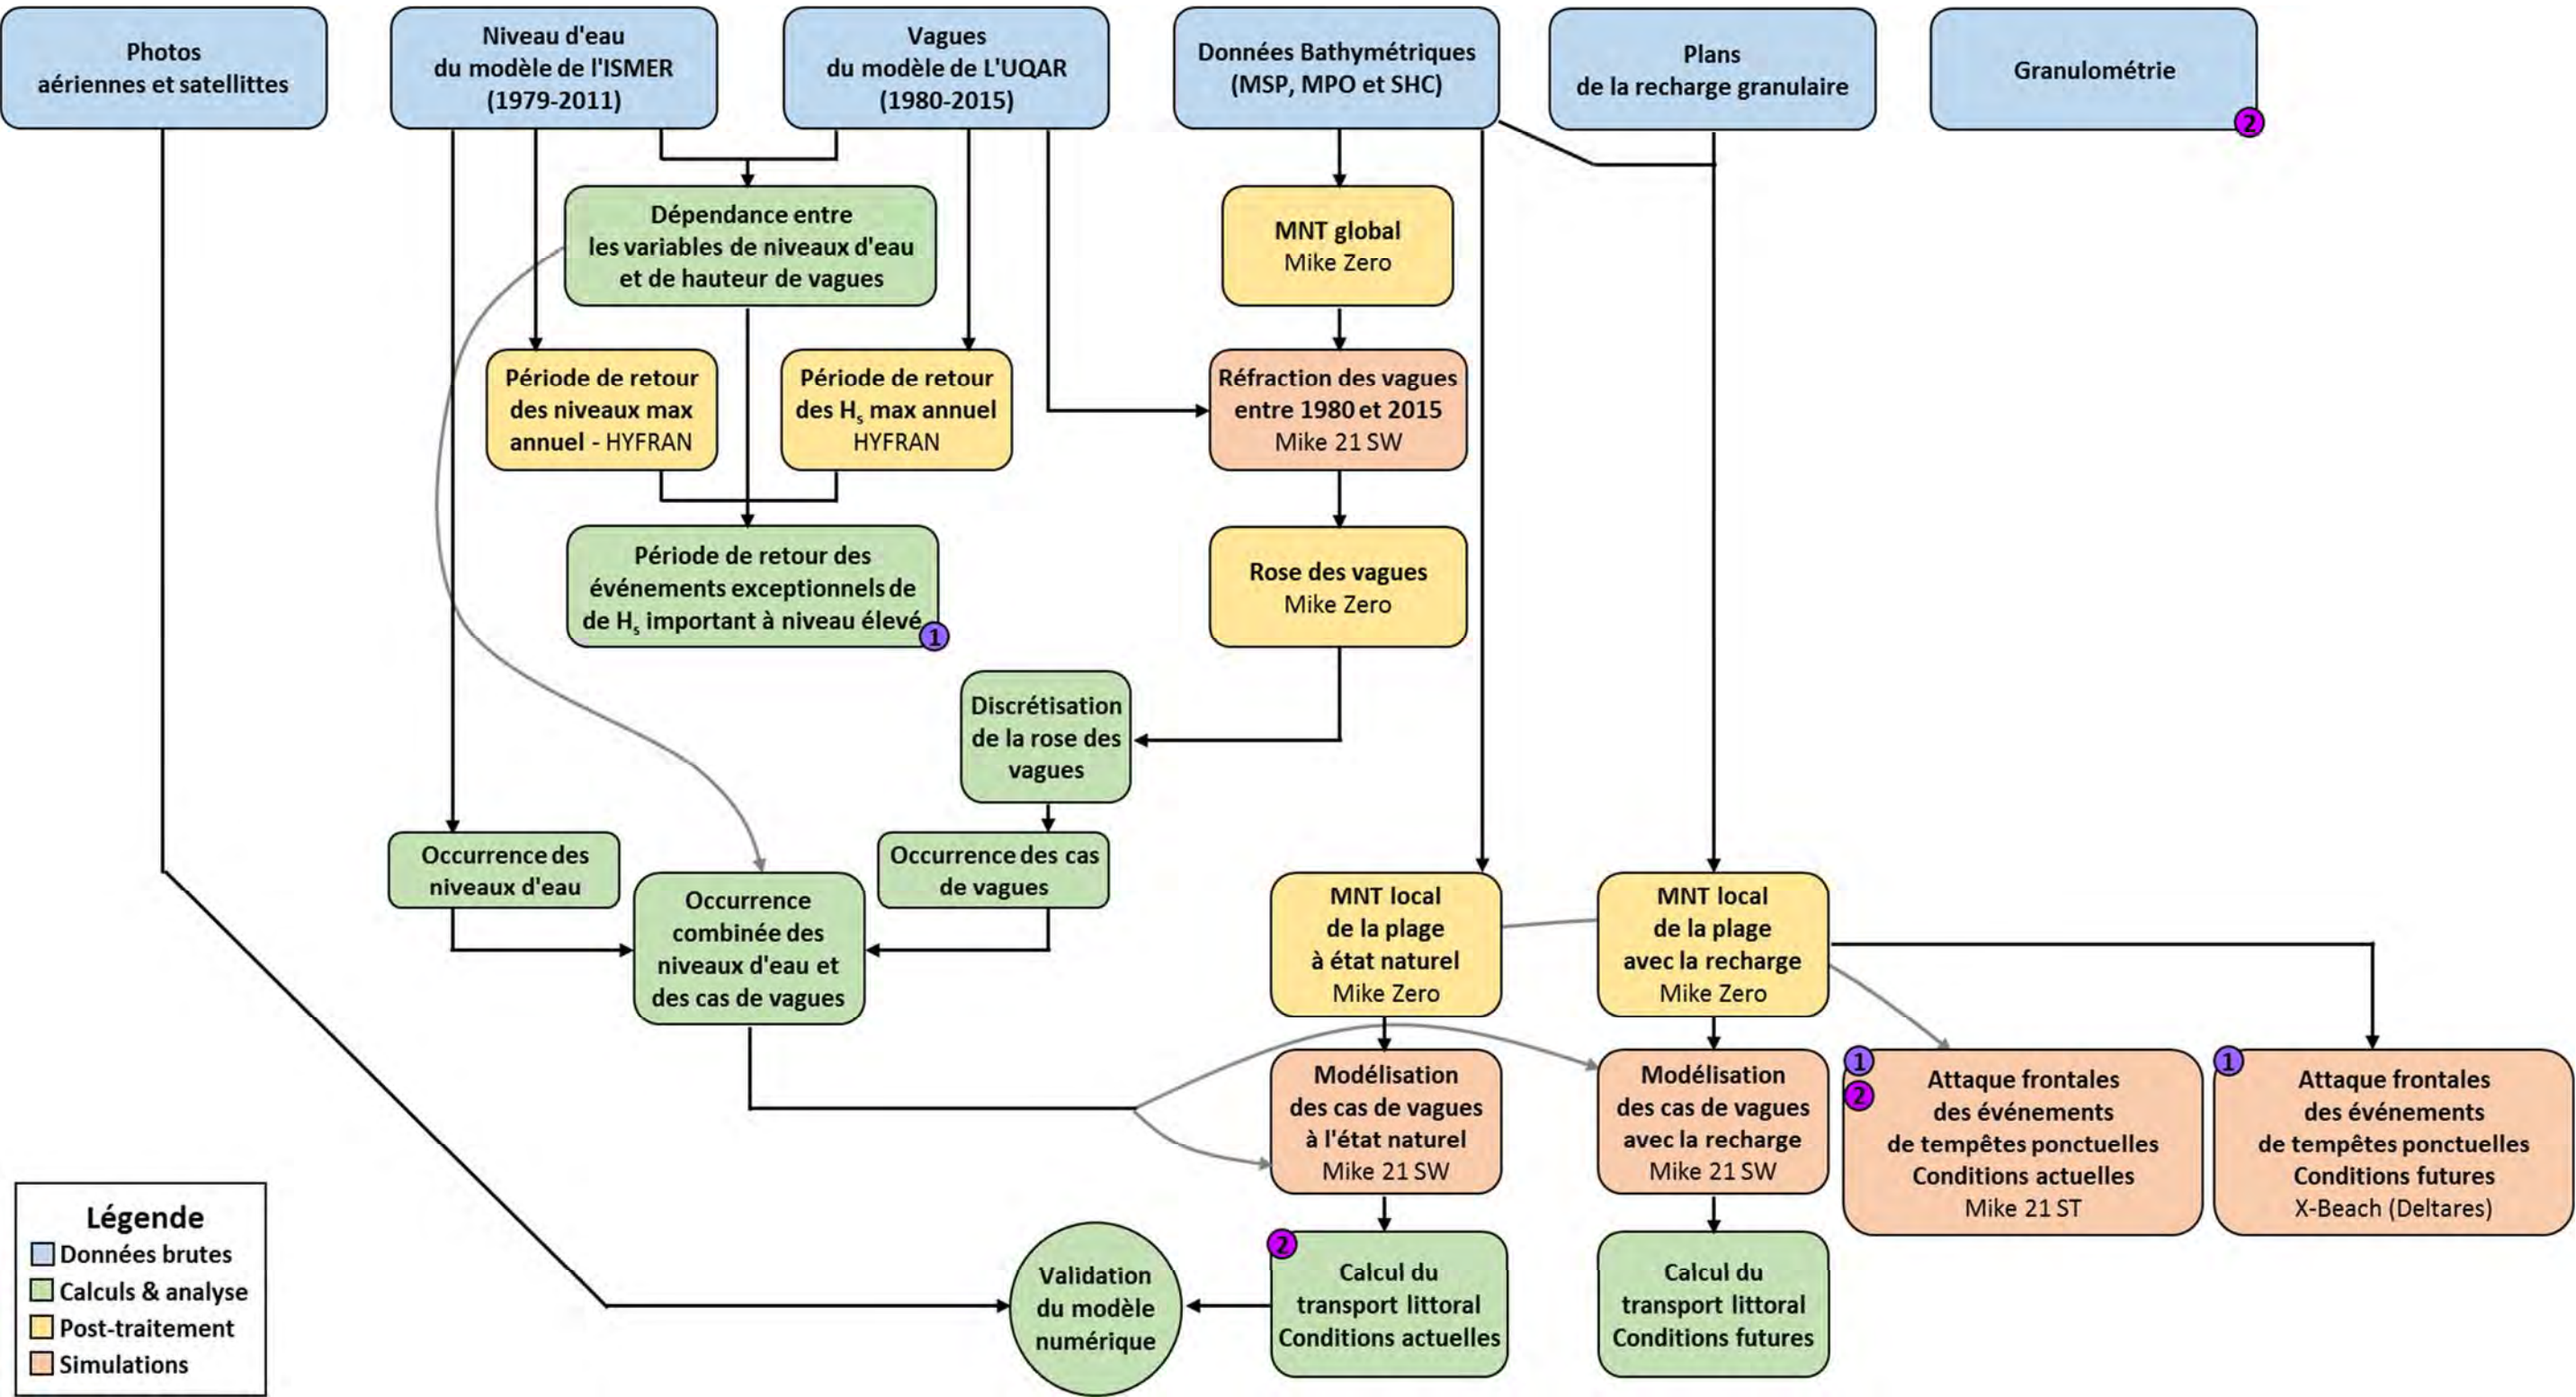 Photos
aériennes et satellittes
Niveau d'eau
du modèle de l'ISMER
(1979-2011)
Vagues
du modèle de L'UQAR
(1980-2015)
Données Bathymétriques
(MSP, MPO et SHC)
Plans
de la recharge granulaire
Granulométrie
2
Dépendance entre
les variables de niveaux d'eau
et de hauteur de vagues
MNT global
Mike Zero
Période de retour
des niveaux max
annuel - HYFRAN
Période de retour
des Hs max annuel
HYFRAN
Réfraction des vagues
entre 1980 et 2015
Mike 21 SW
Période de retour des
événements exceptionnels de
de Hs important à niveau élevé
1
Rose des vagues
Mike Zero
Discrétisation
de la rose des
vagues
Occurrence des
niveaux d'eau
Occurrence des cas
de vagues
Occurrence
combinée des
niveaux d'eau et
des cas de vagues
MNT local
de la plage
à état naturel
Mike Zero
MNT local
de la plage
avec la recharge
Mike Zero
Modélisation
des cas de vagues
à l'état naturel
Mike 21 SW
Modélisation
des cas de vagues
avec la recharge
Mike 21 SW
1
2
Attaque frontales
des événements
de tempêtes ponctuelles
Conditions actuelles
Mike 21 ST
1
Attaque frontales
des événements
de tempêtes ponctuelles
Conditions futures
X-Beach (Deltares)
Validation
du modèle
numérique
2
Calcul du
transport littoral
Conditions actuelles
Calcul du
transport littoral
Conditions futures
Légende
Données brutes
Calculs & analyse
Post-traitement
Simulations